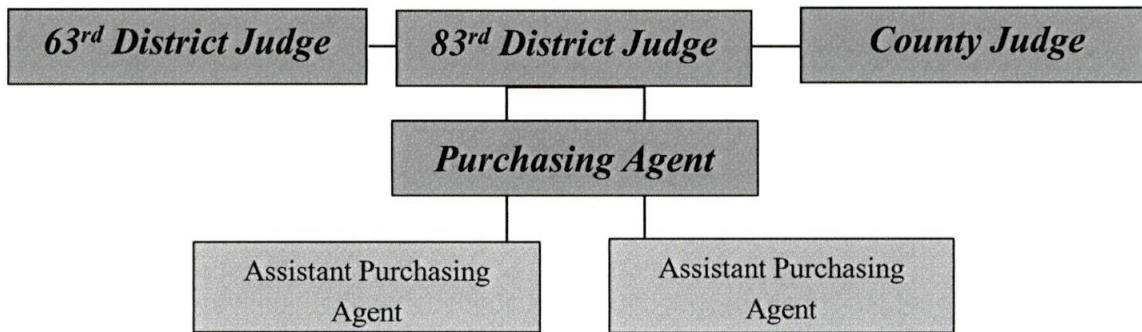 63rd District Judge
83rd District Judge
County Judge
Purchasing Agent
Assistant Purchasing
Agent
Assistant Purchasing
Agent